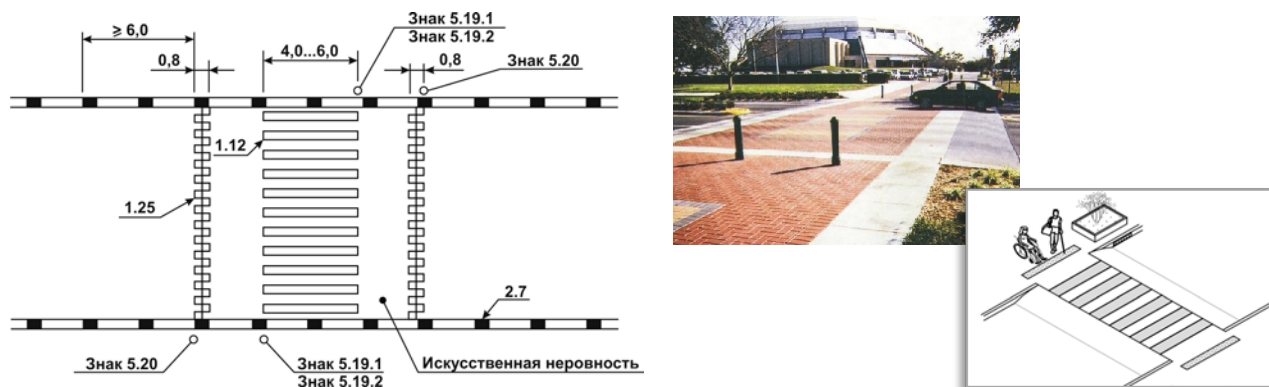 Знак 5.19.1
Знак 5.19.2
≥ 6,0
4,0...6,0
0,8
0,8
Знак 5.20
1.12
1.25
2.7
Знак 5.20
Знак 5.19.1
Знак 5.19.2
Искусственная неровность